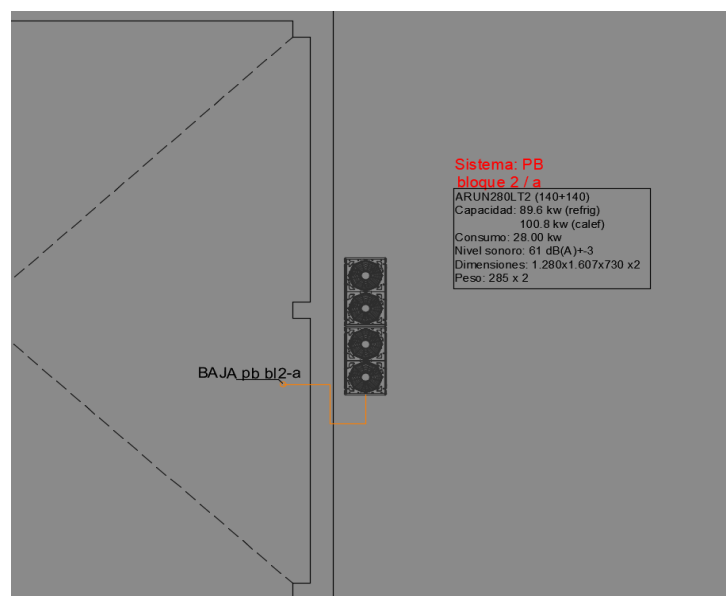 Sistema: PB
bloque 2 / a
ARUN280LT2 (140+140)
Capacidad: 89.6 kw (refrig)
100.8 kw (calef)
Consumo: 28.00 kw
Nivel sonoro: 61 dB(A)+-3
Dimensiones: 1.280x1.607x730 x2
Peso: 285 x 2
BAJA pb bl2-a